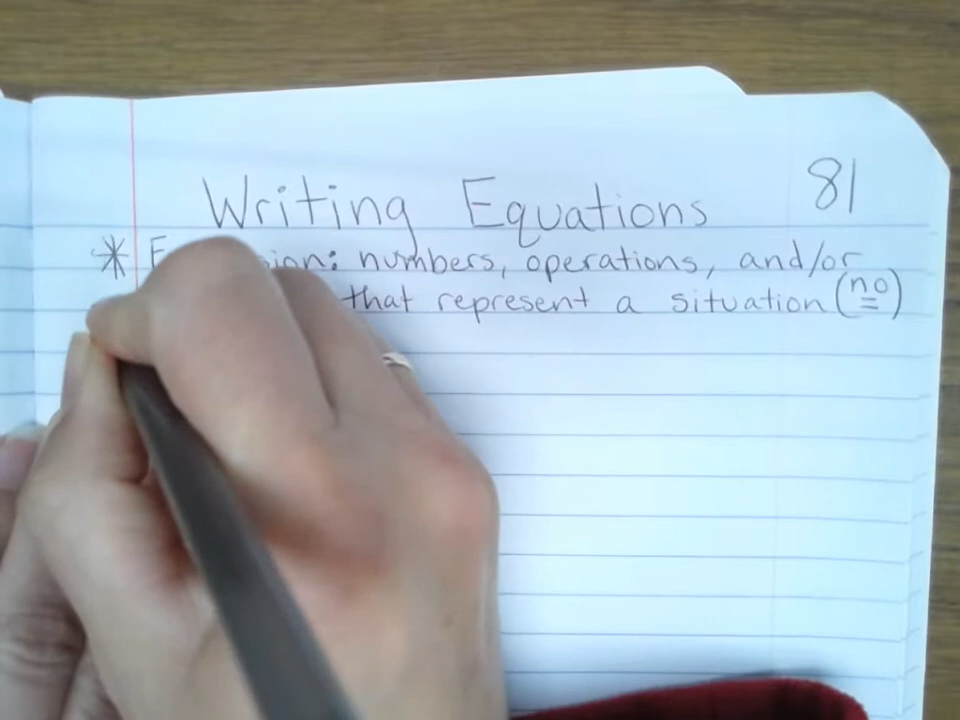 Writing Equations 81
* numbers, operations, and/or
that represent a situation (no =)